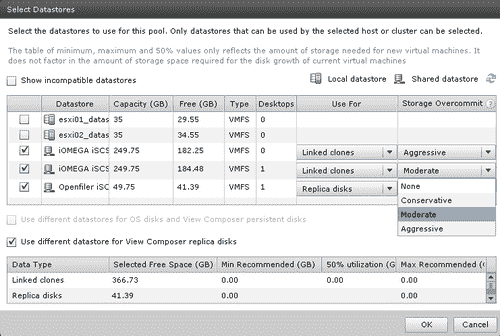 Select Datastores
Select the datastores to use for this pool. Only datastores that can be used by the selected host or cluster can be selected.
The table of minimum, maximum and 50% values only reflects the amount of storage needed for new virtual machines. It
does not factor in the amount of storage space required for the disk growth of current virtual machines
Show incompatible datastores Local datastore Shared datastore
Datastore Capacity (GB) Free (GB) Type Desktops Use For Storage Overcommit
esxi01_datas 35 29.55 VMFS 0
esxi02_datas 35 34.55 VMFS 0
iOMEGA iSCS 249.75 182.25 VMFS 0 Linked clones Aggressive
iOMEGA iSCS 249.75 184.48 VMFS 1 Linked clones Moderate
Openfiler iSC 49.75 41.39 VMFS 1 Replica disks
None
Conservative
Moderate
Aggressive
Use different datastores for OS disks and View Composer persistent disks
Use different datastore for View Composer replica disks
Data Type Selected Free Space (GB) Min Recommended (GB) 50% utilization (GB) Max Recommended (G
Linked clones 366.73 0.00 0.00 0.00
Replica disks 41.39 0.00 0.00
OK Cancel